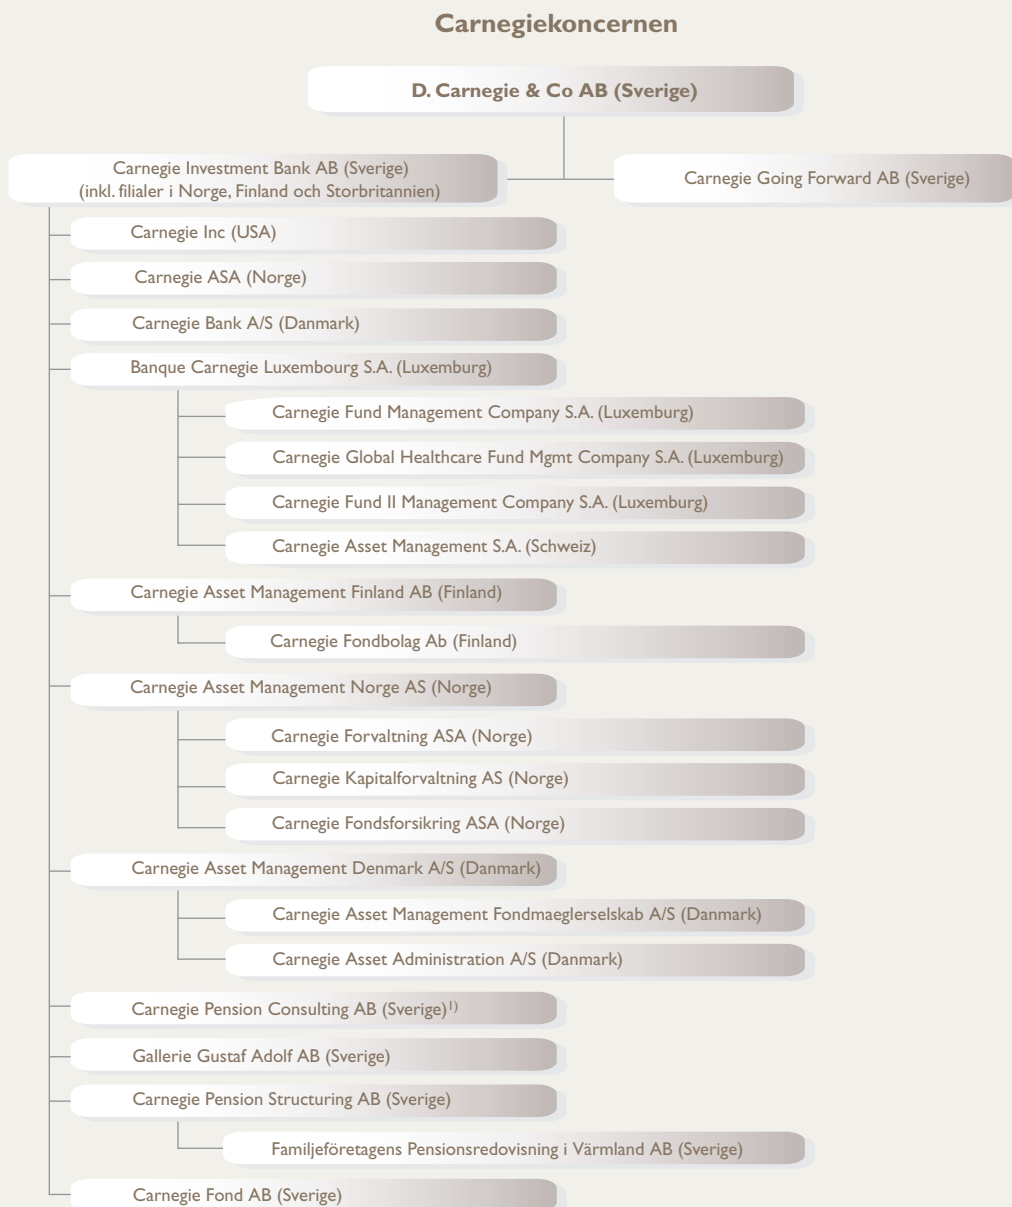 Carnegiekoncernen
D. Carnegie & Co AB (Sverige)
Carnegie Investment Bank AB (Sverige)
(inkl. filialer i Norge, Finland och Storbritannien)
Carnegie Going Forward AB (Sverige)
Carnegie Inc (USA)
Carnegie ASA (Norge)
Carnegie Bank A/S (Danmark)
Banque Carnegie Luxembourg S.A. (Luxemburg)
Carnegie Fund Management Company S.A. (Luxemburg)
Carnegie Global Healthcare Fund Mgmt Company S.A. (Luxemburg)
Carnegie Fund II Management Company S.A. (Luxemburg)
Carnegie Asset Management S.A. (Schweiz)
Carnegie Asset Management Finland AB (Finland)
Carnegie Fondbolag Ab (Finland)
Carnegie Asset Management Norge AS (Norge)
Carnegie Forvaltning ASA (Norge)
Carnegie Kapitalforvaltning AS (Norge)
Carnegie Fondsforsikring ASA (Norge)
Carnegie Asset Management Denmark A/S (Danmark)
Carnegie Asset Management Fondmaeglerselskab A/S (Danmark)
Carnegie Asset Administration A/S (Danmark)
Carnegie Pension Consulting AB (Sverige)1)
Gallerie Gustaf Adolf AB (Sverige)
Carnegie Pension Structuring AB (Sverige)
Familjeföretagens Pensionsredovisning i Värmland AB (Sverige)
Carnegie Fond AB (Sverige)